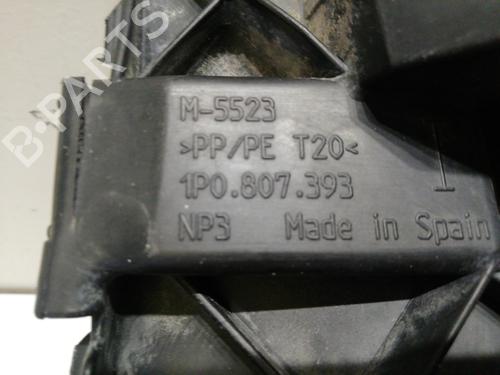 B-PARTS
M-5523
>PP/PE T20<
1P0.807.393
NP3 Made in Spain